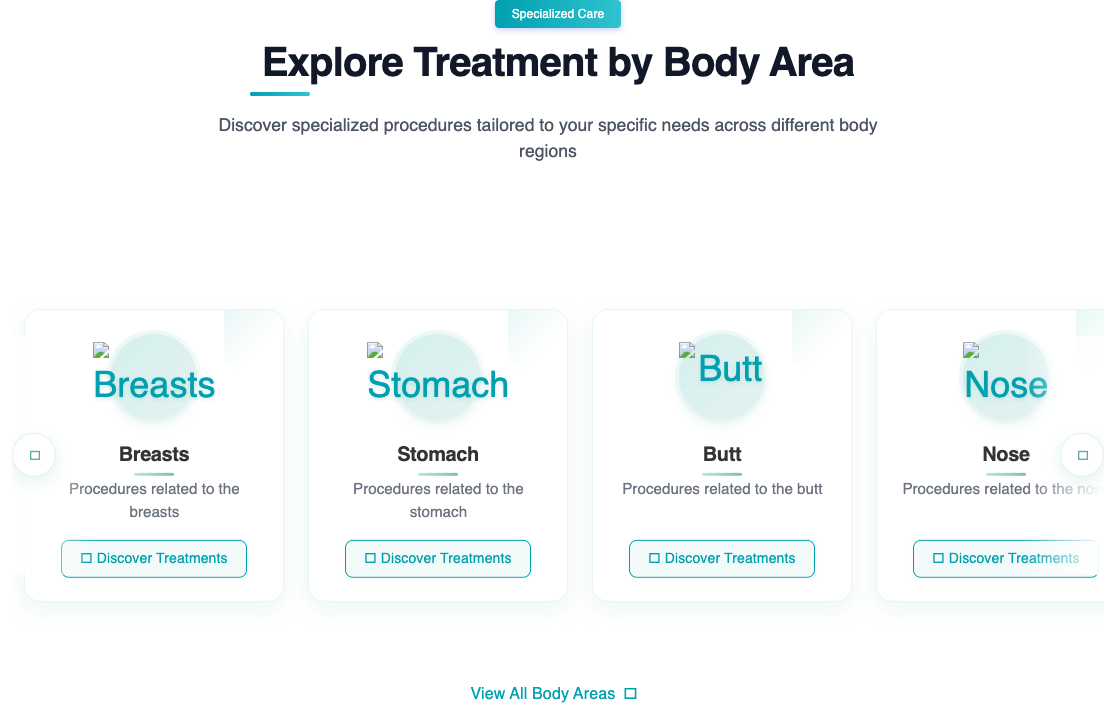 Specialized Care
Explore Treatment by Body Area
Discover specialized procedures tailored to your specific needs across different body
regions
Breasts
Stomach
Butt
Nose
Breasts
Stomach
Butt
Nose
Procedures related to the
breasts
Procedures related to the
stomach
Procedures related to the butt
Procedures related to the nose
Discover Treatments
Discover Treatments
Discover Treatments
Discover Treatments
View All Body Areas